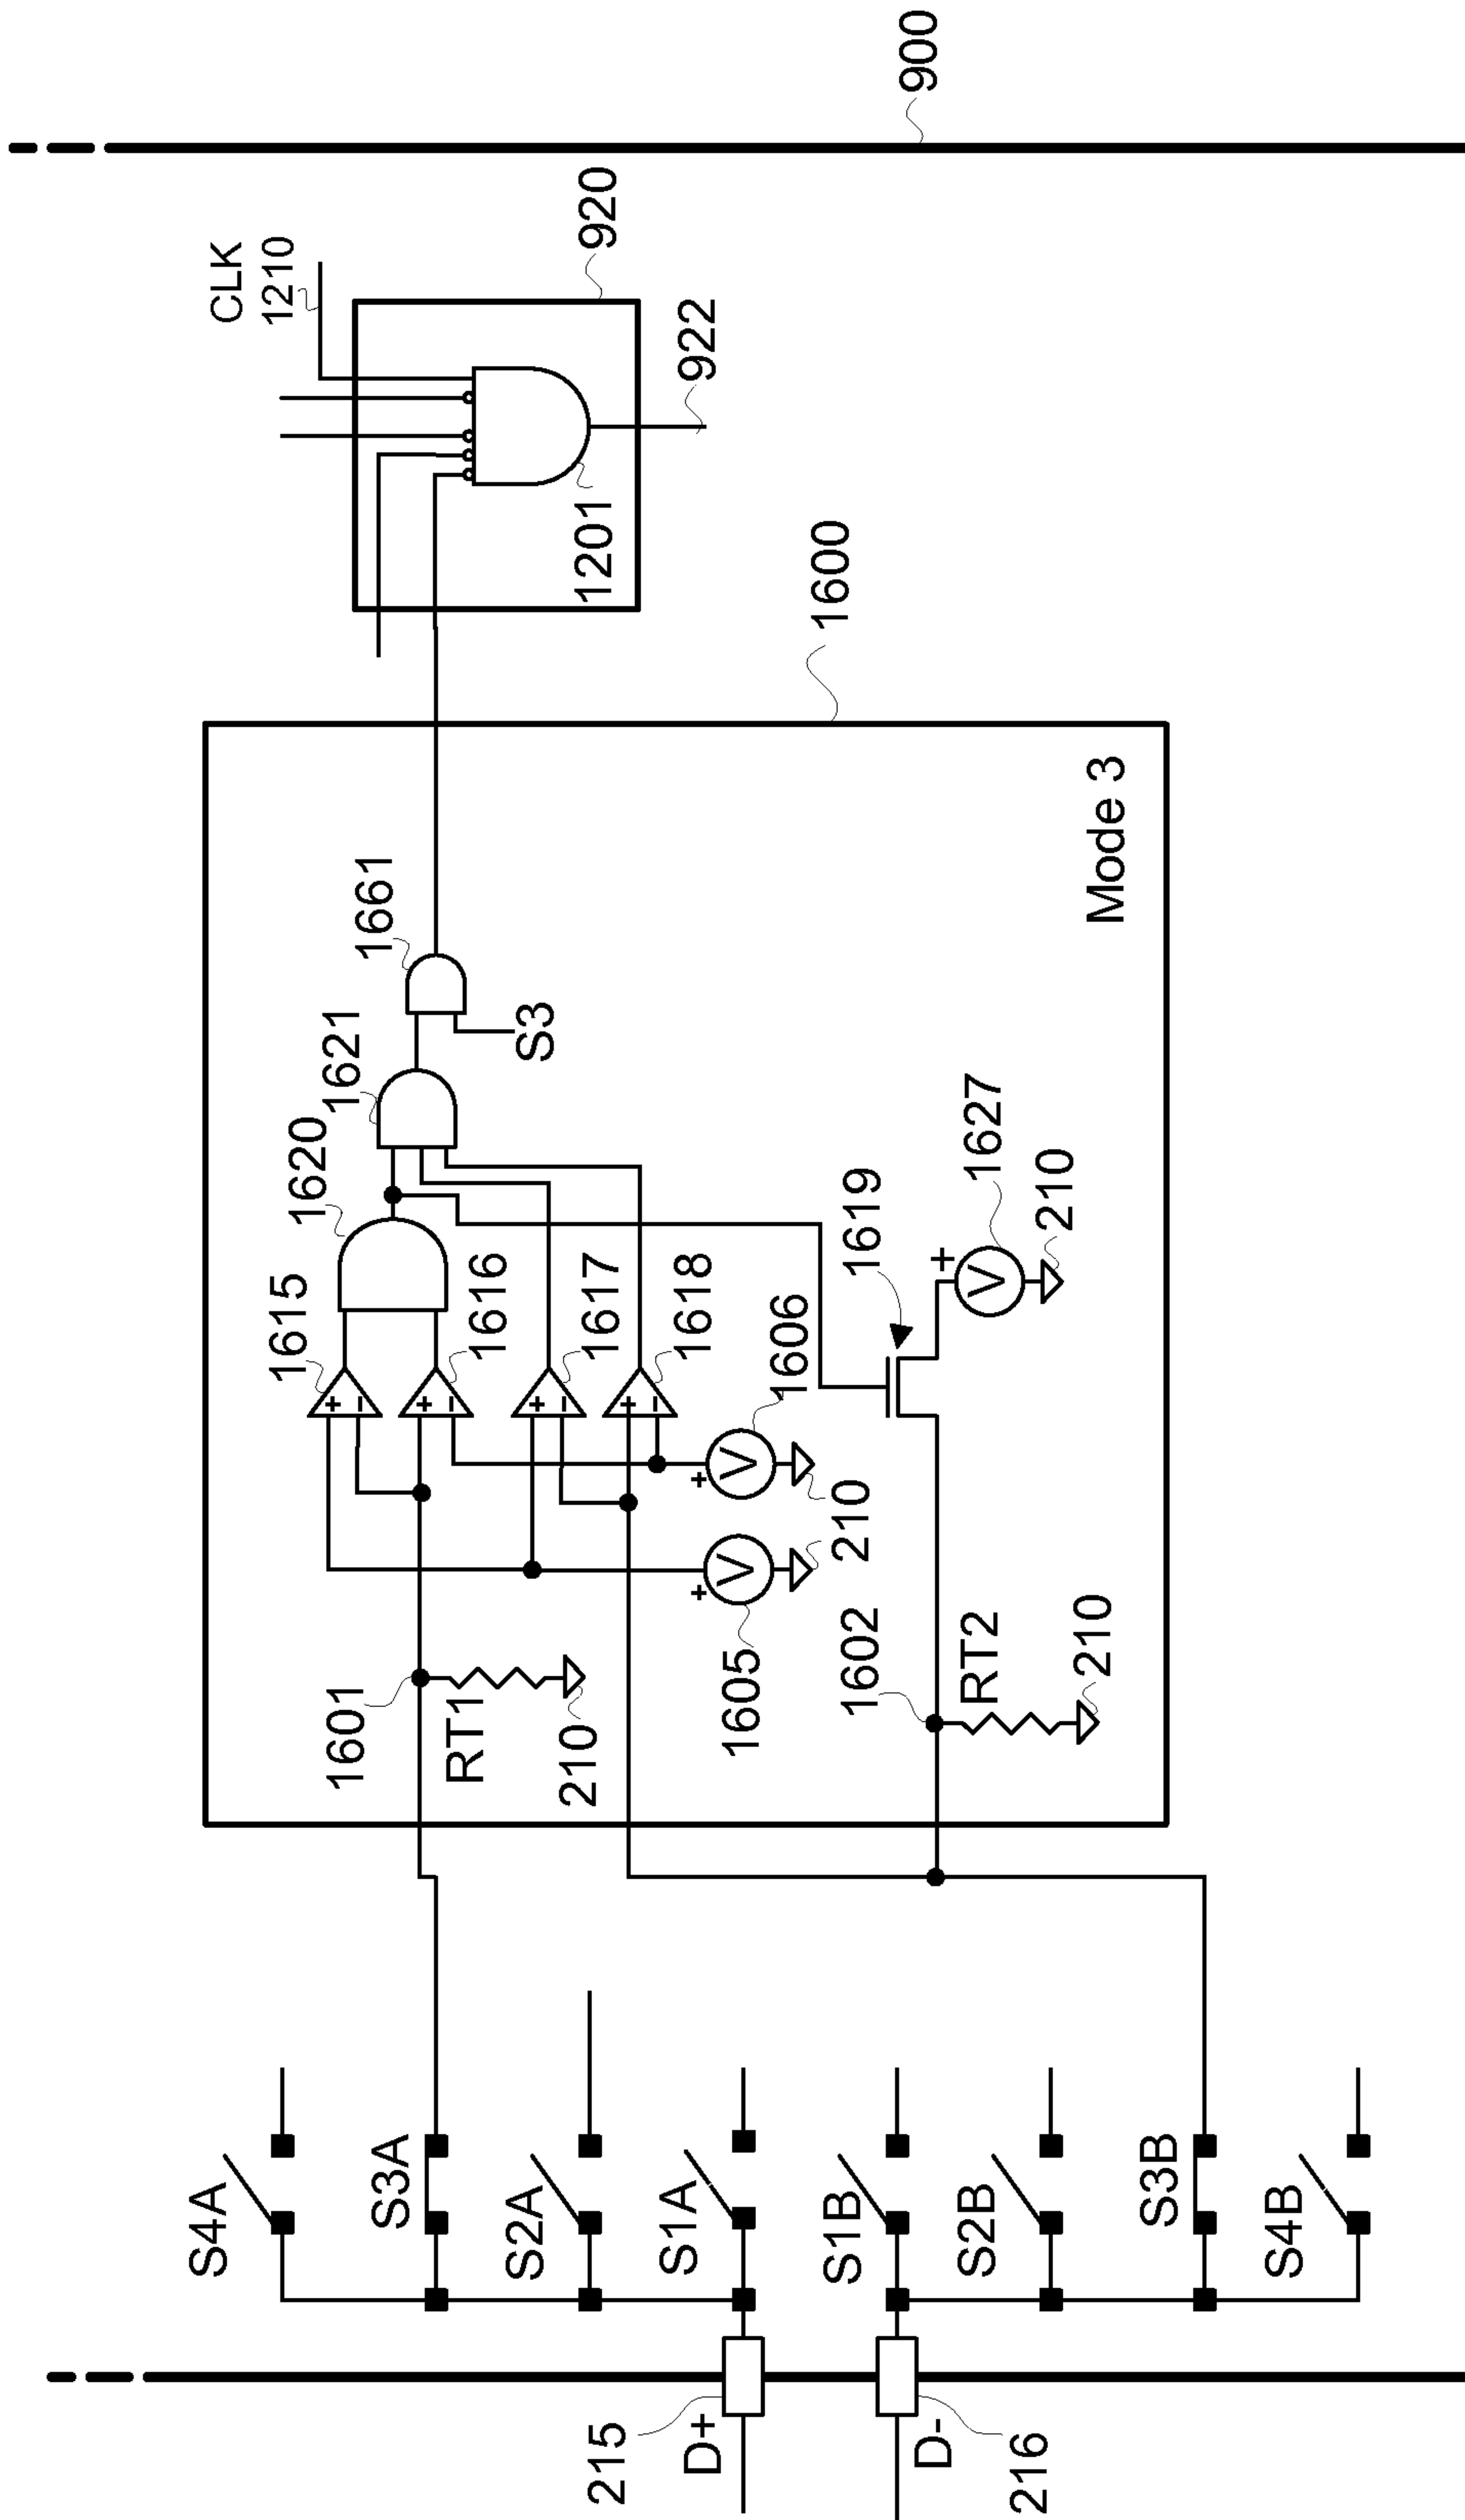 900
CLK
1210
920
922
1201
1600
Mode 3
1661
S3
1621
1620
1615
1616
1617
1618
1619
1627
V
+
210
1606
V
+
210
1605
V
+
+
-
+
-
+
-
+
-
1601
RT1
210
1602
RT2
210
S4A
S3A
S2A
S1A
S1B
S2B
S3B
S4B
215
D+
D-
216